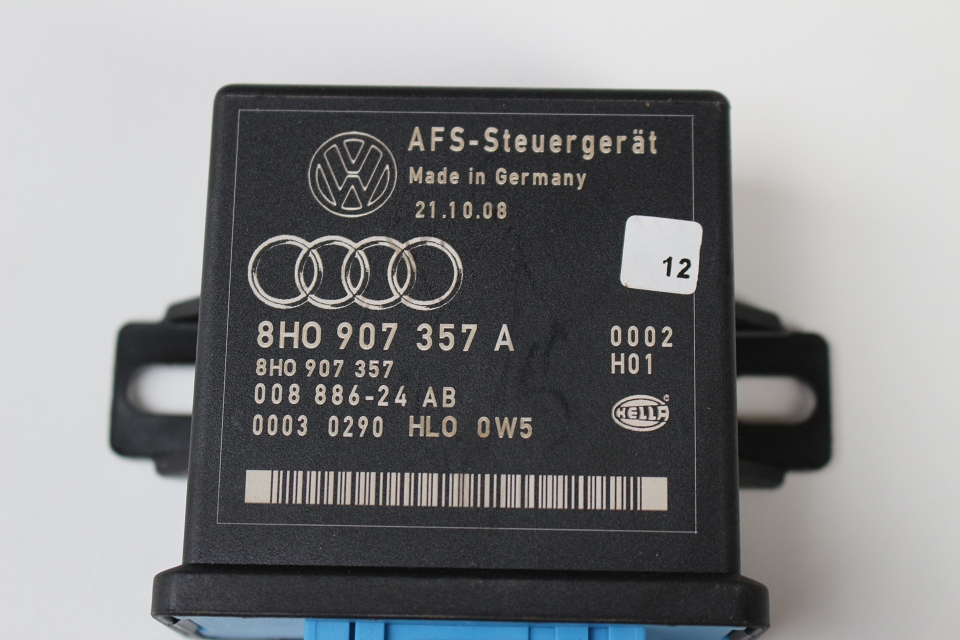 AFS-Steuergerät
Made in Germany
21.10.08
12
8H0 907 357 A
0002
8H0 907 357
H01
008 886-24 AB
HELLA
0003 0290 HLO 0W5